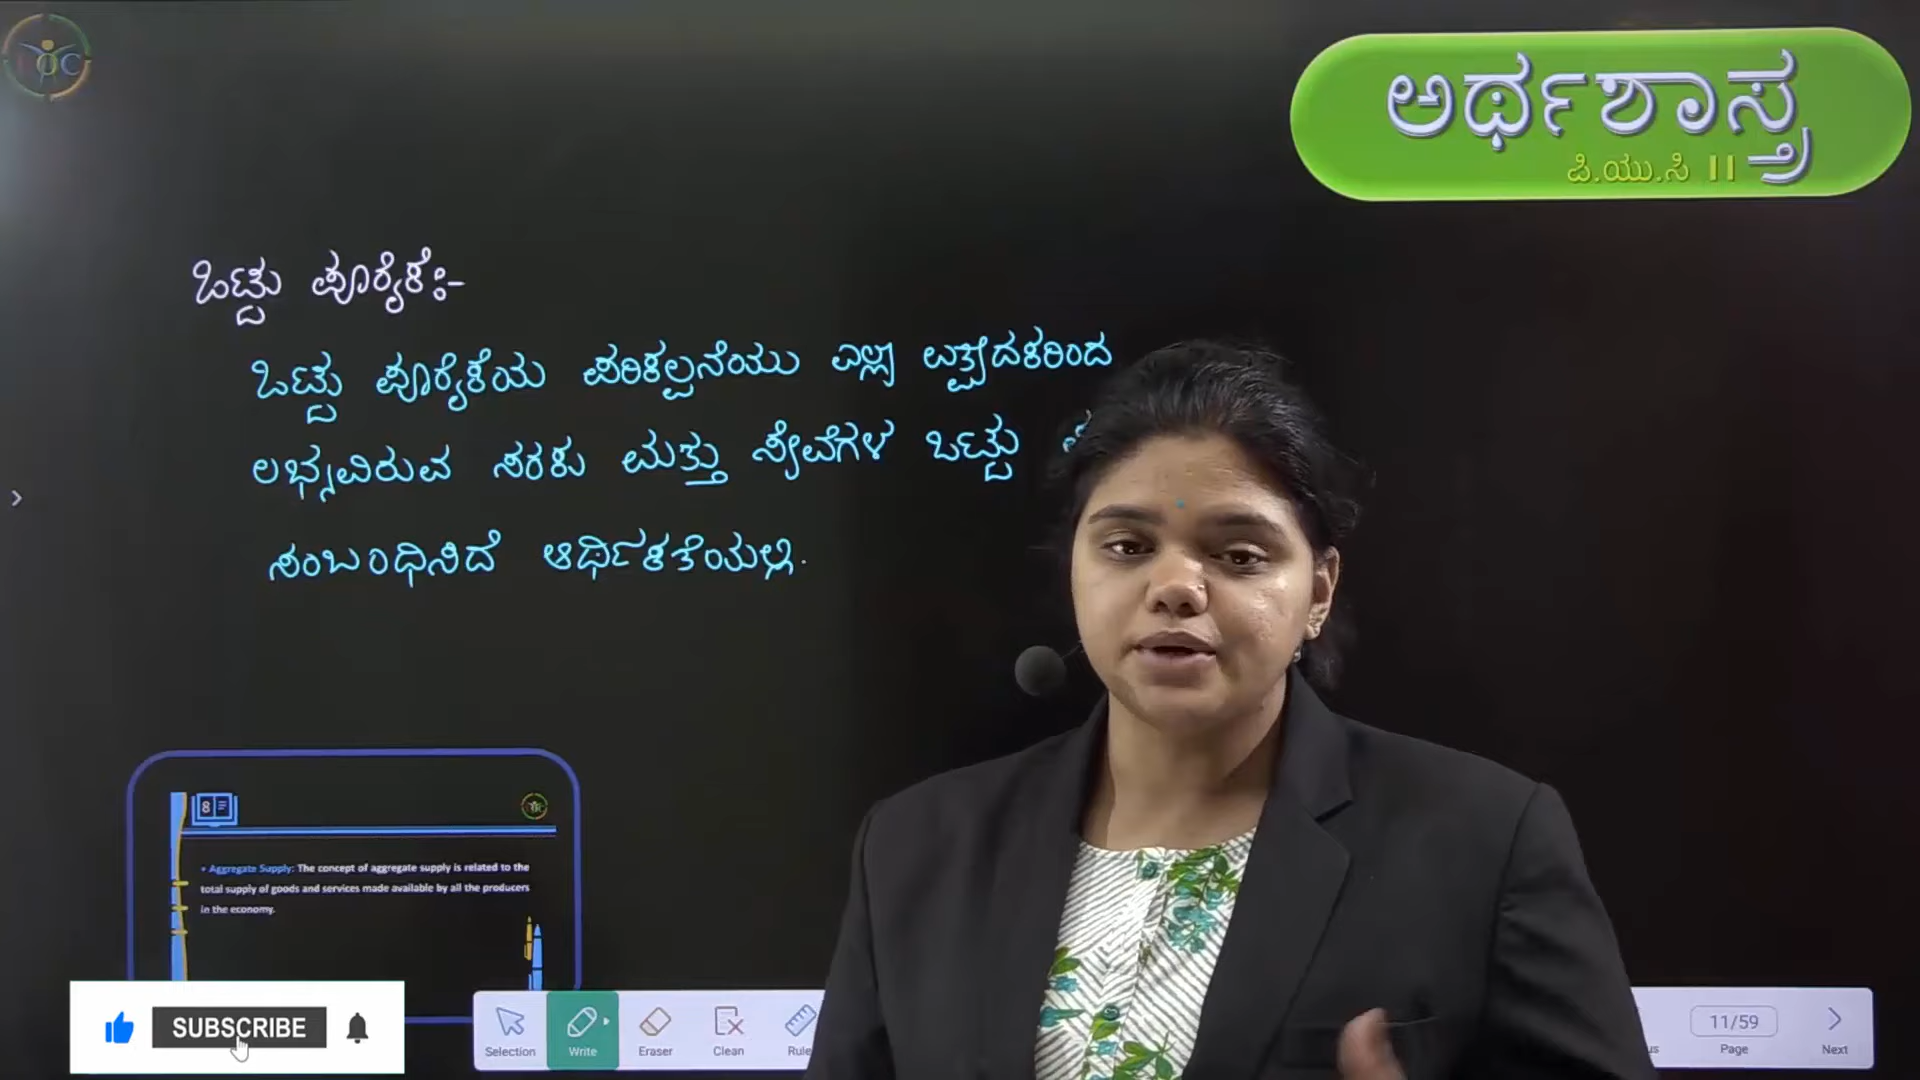 ಅರ್ಥಶಾಸ್ತ್ರ
ಪಿ.ಯು.ಸಿ II
ಒಟ್ಟು ಪೂರೈಕೆ:-
ಒಟ್ಟು ಪೂರೈಕೆಯ ಪರಿಕಲ್ಪನೆಯು ಎಲ್ಲಾ
ಲಭ್ಯವಿರುವ ಸರಕು ಮತ್ತು ಸೇವೆಗಳ ಒಟ್ಟು
ಸಂಬಂಧಿಸಿದೆ ಆರ್ಥಿಕತೆಯಲ್ಲಿ.
8
• Aggregate Supply: The concept of aggregate supply is related to the
total supply of goods and services made available by all the producers
in the economy.
SUBSCRIBE
Selection Write Eraser Clean
11/59
Page Next